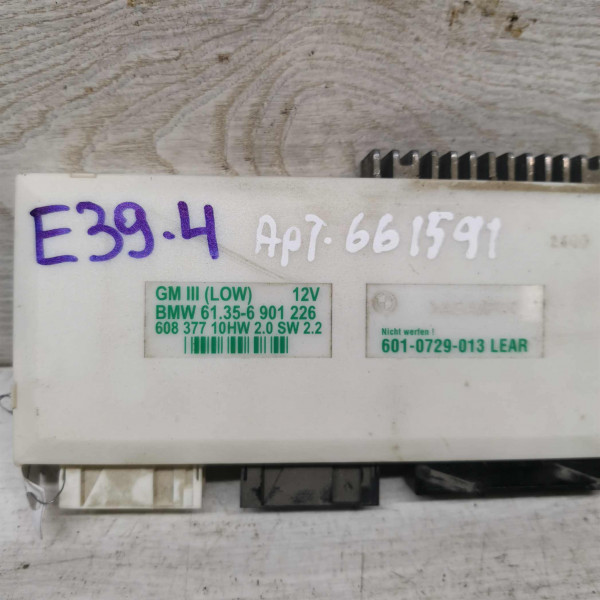 E39.4 Арт. 661591
GM III (LOW) 12V
BMW 61.35-6 901 226
608 377 10HW 2.0 SW 2.2
Nicht werfen !
601-0729-013 LEAR